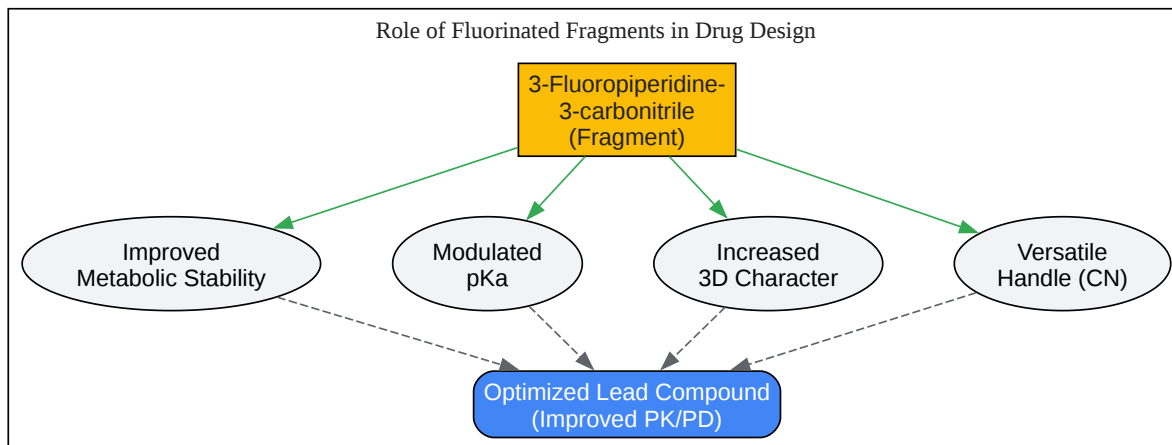 Role of Fluorinated Fragments in Drug Design
3-Fluoropiperidine-
3-carbonitrile
(Fragment)
Improved
Metabolic Stability
Modulated
pKa
Increased
3D Character
Versatile
Handle (CN)
Optimized Lead Compound
(Improved PK/PD)